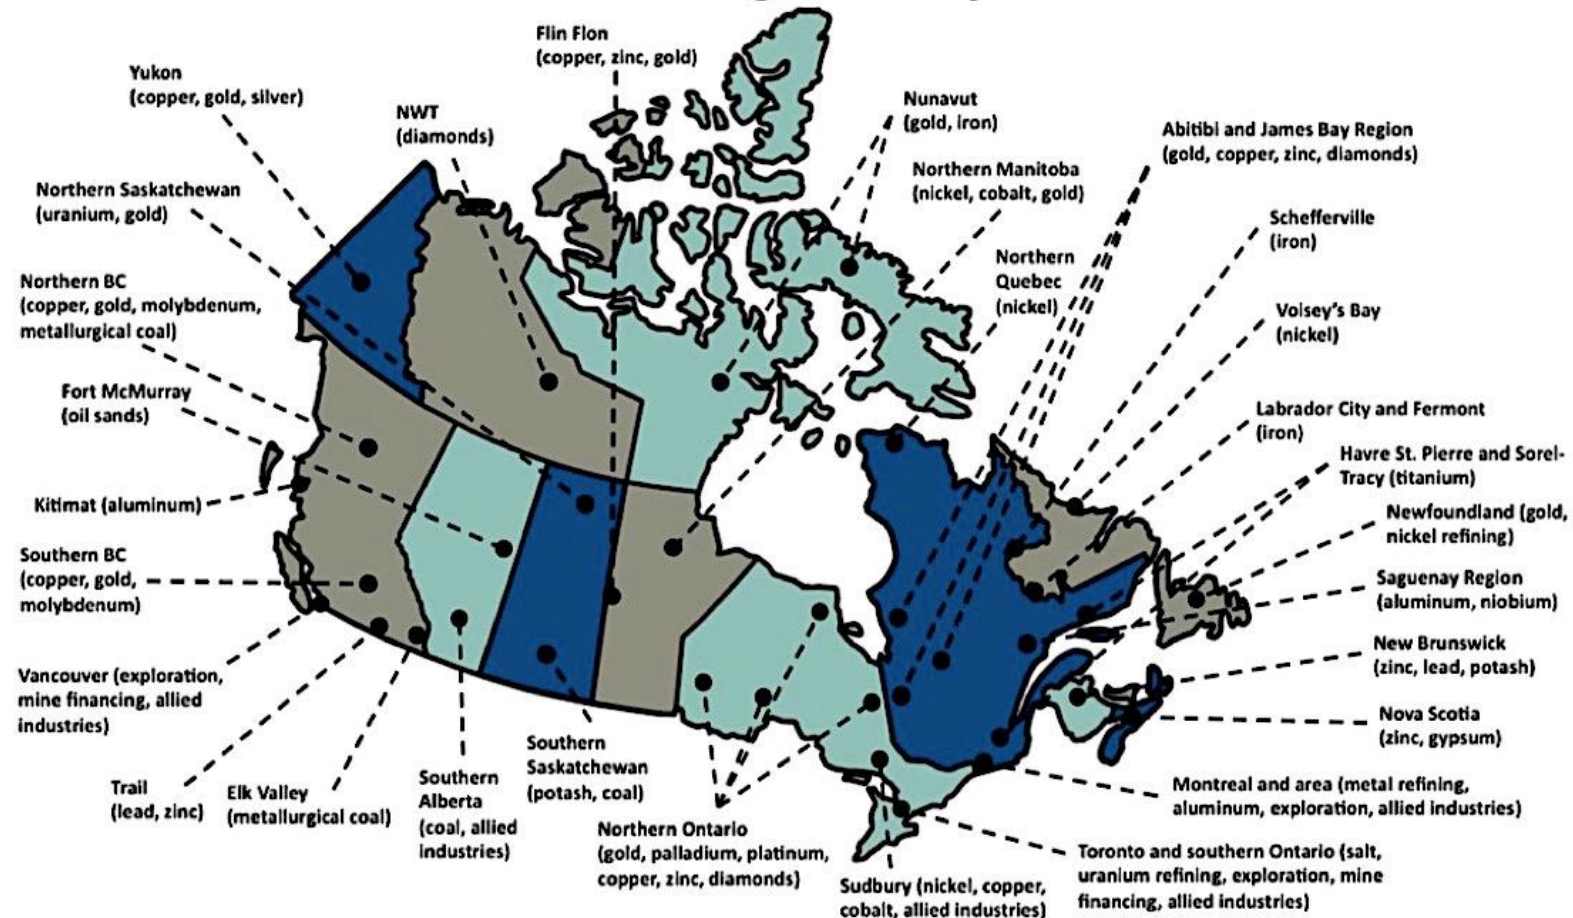 Flin Flon
(copper, zinc, gold)
Yukon
(copper, gold, silver)
NWT
(diamonds)
Nunavut
(gold, iron)
Abitibi and James Bay Region
(gold, copper, zinc, diamonds)
Northern Manitoba
(nickel, cobalt, gold)
Northern Saskatchewan
(uranium, gold)
Schefferville
(iron)
Northern
Quebec
(nickel)
Northern BC
(copper, gold, molybdenum,
metallurgical coal)
Voisey's Bay
(nickel)
Fort McMurray
(oil sands)
Labrador City and Fermont
(iron)
Havre St. Pierre and Sorel-
Tracy (titanium)
Kitimat (aluminum)
Newfoundland (gold,
nickel refining)
Southern BC
(copper, gold,
molybdenum)
Saguenay Region
(aluminum, niobium)
New Brunswick
(zinc, lead, potash)
Vancouver (exploration,
mine financing, allied
industries)
Nova Scotia
(zinc, gypsum)
Trail
(lead, zinc)
Elk Valley
(metallurgical coal)
Southern
Alberta
(coal, allied
industries)
Southern
Saskatchewan
(potash, coal)
Northern Ontario
(gold, palladium, platinum,
copper, zinc, diamonds)
Montreal and area (metal refining,
aluminum, exploration, allied industries)
Sudbury (nickel, copper,
cobalt, allied industries)
Toronto and southern Ontario (salt,
uranium refining, exploration, mine
financing, allied industries)